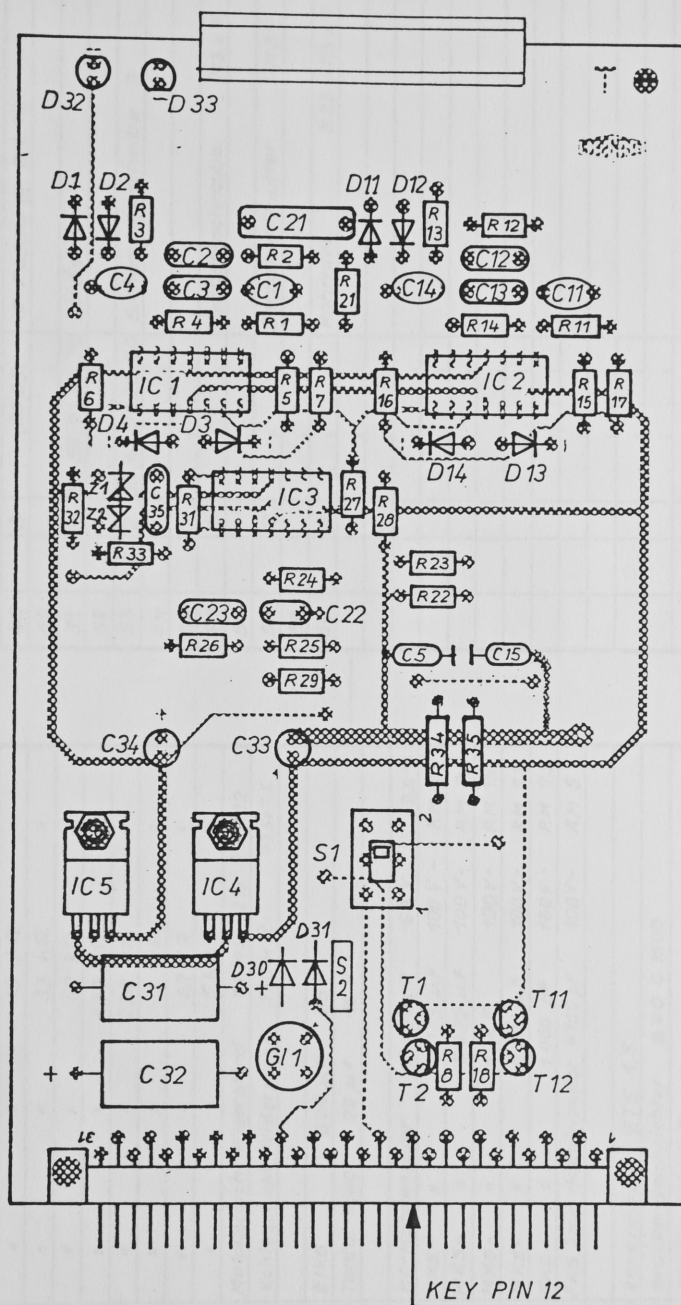 D32
D33
D1
D2
D11
D12
R3
C21
R13
R12
C2
R2
C12
C4
C3
C1
R21
C14
C13
C11
R4
R1
R14
R11
R6
IC1
R5
R7
R16
IC2
R15
R17
D4
D3
D14
D13
R32
Z1
Z2
C35
R31
IC3
R27
R28
R33
R24
R23
C23
C22
R22
R26
R25
C5
C15
R29
+
C34
C33
R34
R35
IC5
IC4
S1
2
1
C31
+
D30
D31
S2
T1
T11
+
C32
Gl1
T2
R8
R18
T12
31
1
KEY PIN 12